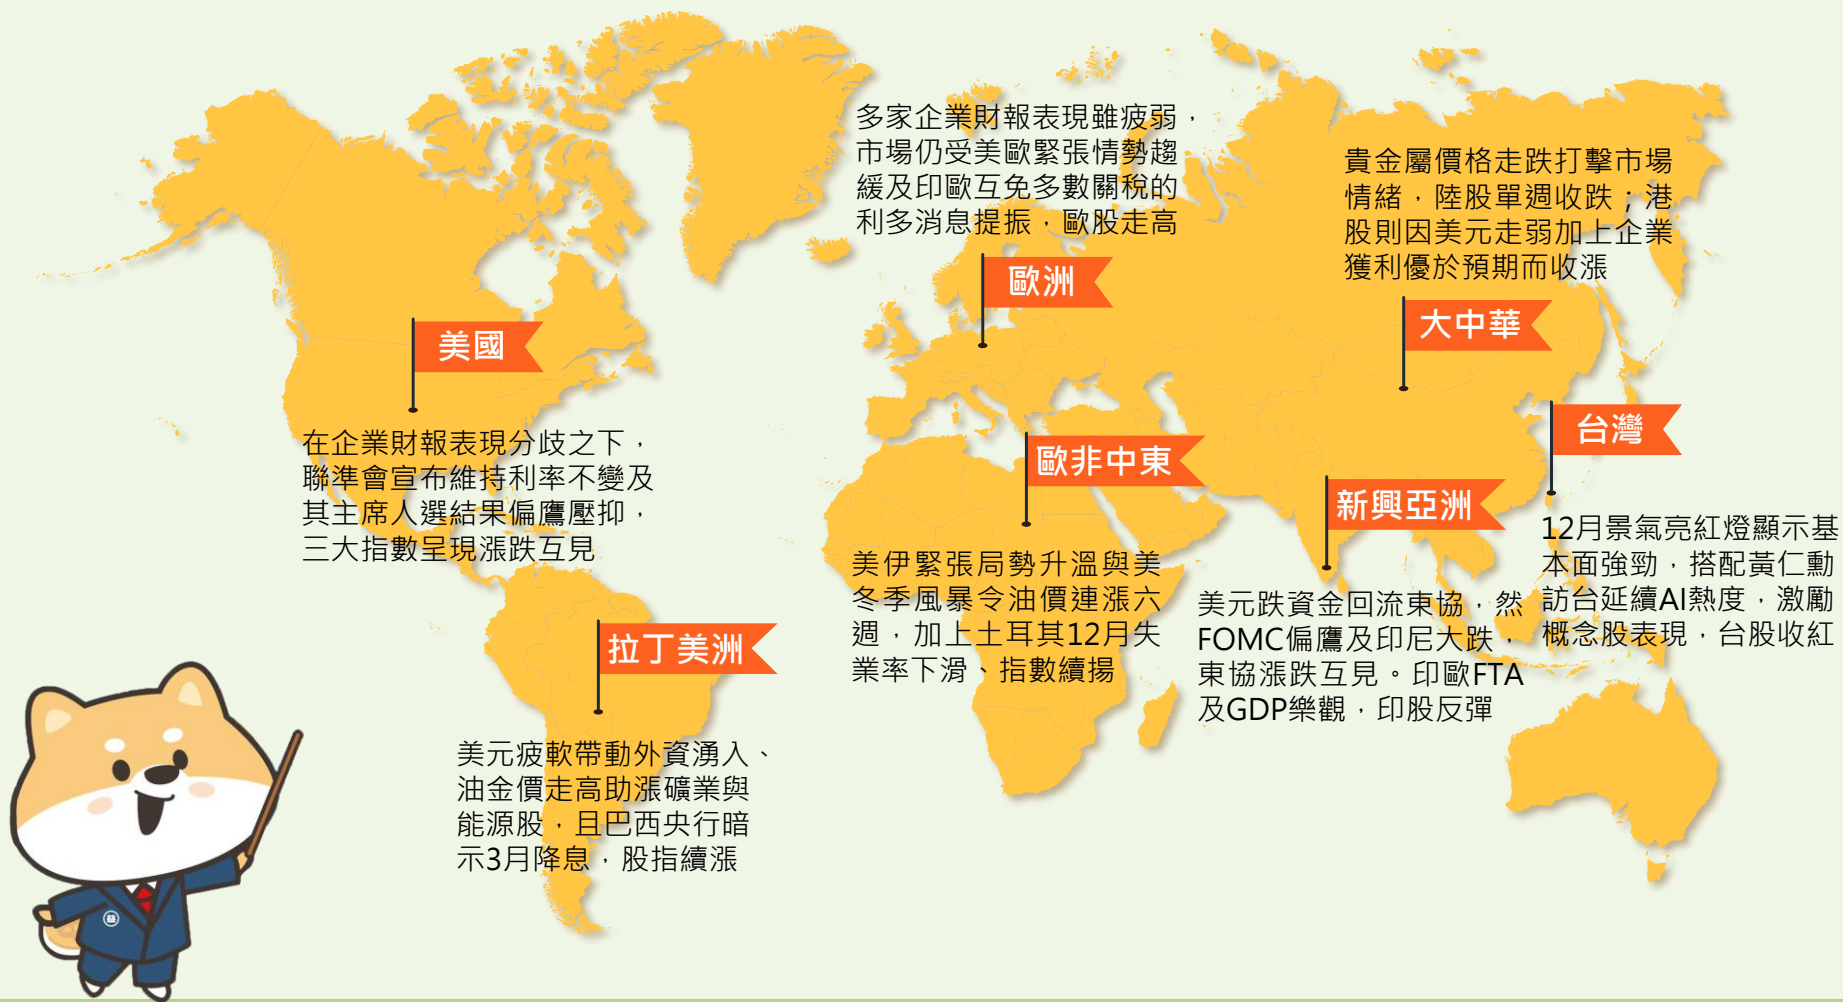 多家企業財報表現雖疲弱，
市場仍受美歐緊張情勢趨
緩及印歐互免多數關稅的
利多消息提振，歐股走高
歐洲
貴金屬價格走跌打擊市場
情緒，陸股單週收跌；港
股則因美元走弱加上企業
獲利優於預期而收漲
大中華
美國
在企業財報表現分歧之下，
聯準會宣布維持利率不變及
其主席人選結果偏鷹壓抑，
三大指數呈現漲跌互見
台灣
12月景氣亮紅燈顯示基
本面強勁，搭配黃仁勳
訪台延續AI熱度，激勵
概念股表現，台股收紅
歐非中東
美伊緊張局勢升溫與美
冬季風暴令油價連漲六
週，加上土耳其12月失
業率下滑、指數續揚
新興亞洲
美元跌資金回流東協，然
FOMC偏鷹及印尼大跌，
東協漲跌互見。印歐FTA
及GDP樂觀，印股反彈
拉丁美洲
美元疲軟帶動外資湧入、
油金價走高助漲礦業與
能源股，且巴西央行暗
示3月降息，股指續漲